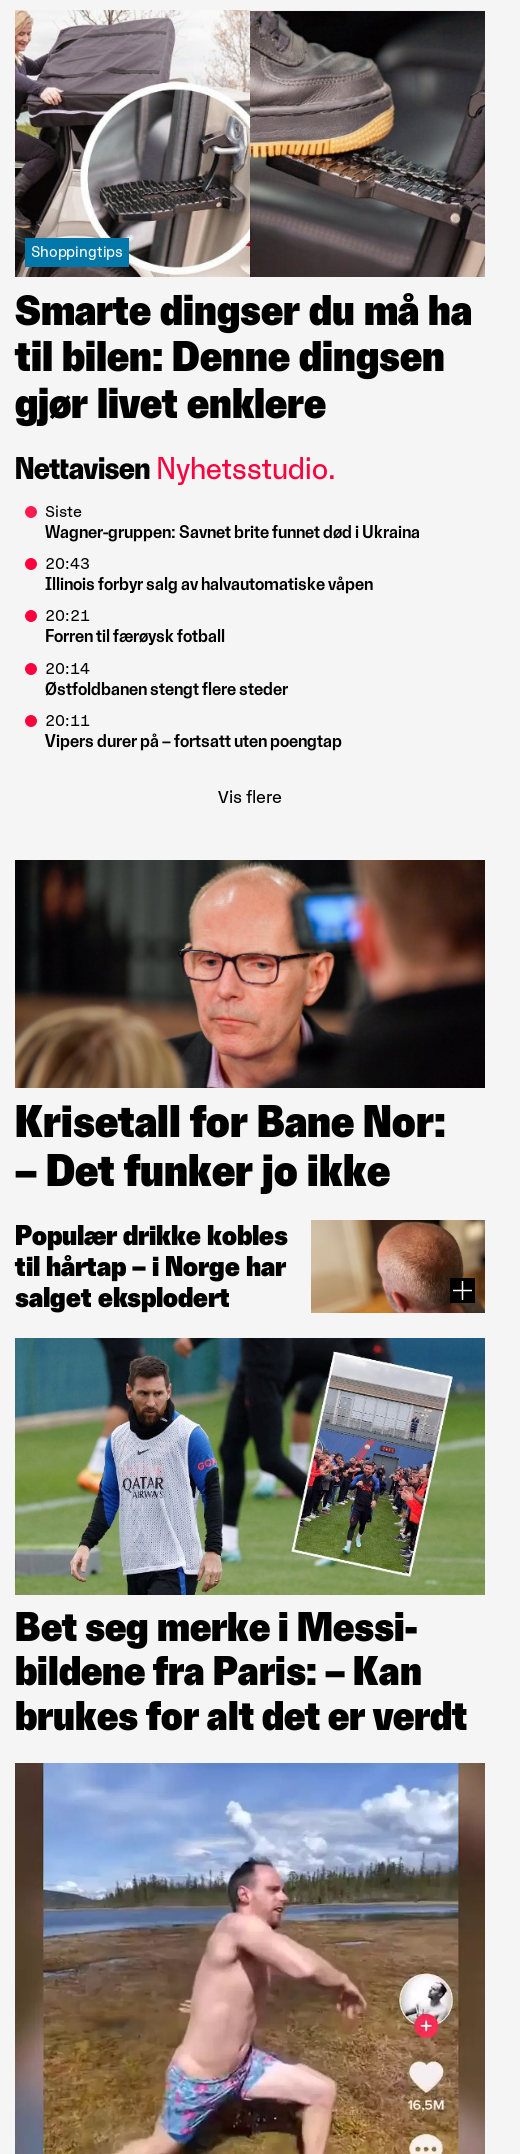 Shoppingtips
Smarte dingser du må ha
til bilen: Denne dingsen
gjør livet enklere
Nettavisen Nyhetsstudio.
Siste
Wagner-gruppen: Savnet brite funnet død i Ukraina
20:43
Illinois forbyr salg av halvautomatiske våpen
20:21
Forren til færøysk fotball
20:14
Østfoldbanen stengt flere steder
20:11
Vipers durer på – fortsatt uten poengtap
Vis flere
Krisetall for Bane Nor:
– Det funker jo ikke
Populær drikke kobles
til hårtap – i Norge har
salget eksplodert
QATAR
AIRWAYS
Bet seg merke i Messi-
bildene fra Paris: – Kan
brukes for alt det er verdt
16,5M